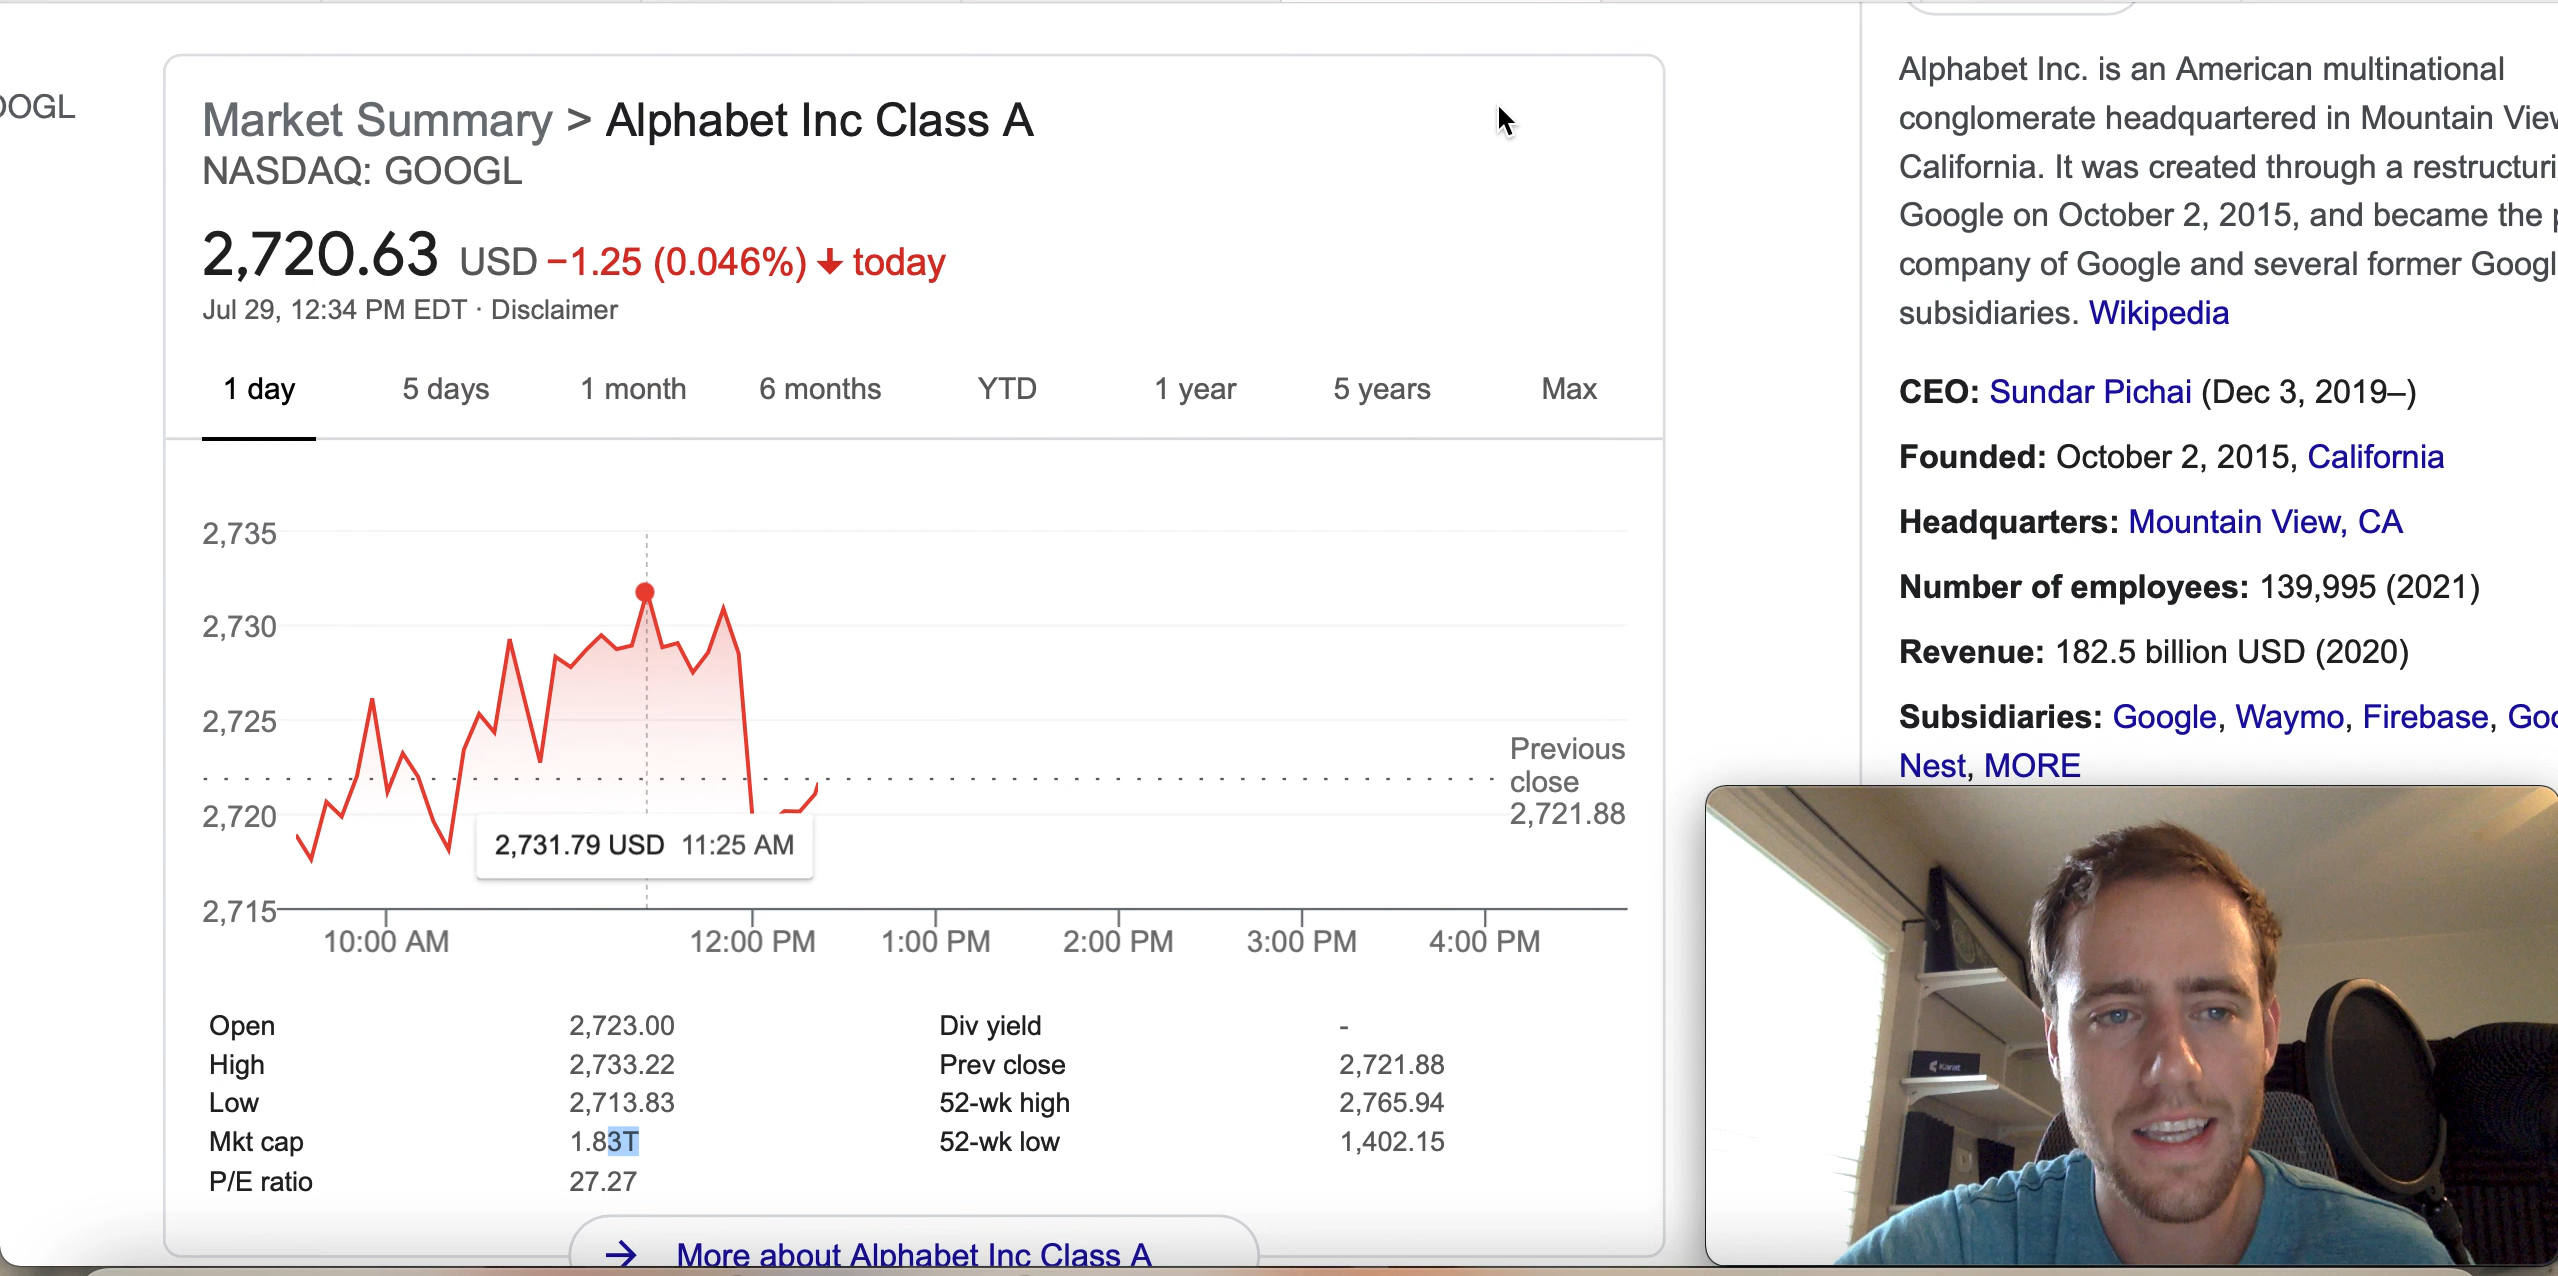 OOGL
Market Summary > Alphabet Inc Class A
NASDAQ: GOOGL
2,720.63 USD −1.25 (0.046%) ↓ today
Jul 29, 12:34 PM EDT · Disclaimer
1 day 5 days 1 month 6 months YTD 1 year 5 years Max
2,735
2,730
2,725
2,720
2,715
Previous
close
2,721.88
2,731.79 USD 11:25 AM
10:00 AM 12:00 PM 1:00 PM 2:00 PM 3:00 PM 4:00 PM
Open 2,723.00 Div yield -
High 2,733.22 Prev close 2,721.88
Low 2,713.83 52-wk high 2,765.94
Mkt cap 1.83T 52-wk low 1,402.15
P/E ratio 27.27
→ More about Alphabet Inc Class A
Alphabet Inc. is an American multinational
conglomerate headquartered in Mountain View
California. It was created through a restructuri
Google on October 2, 2015, and became the p
company of Google and several former Googl
subsidiaries. Wikipedia
CEO: Sundar Pichai (Dec 3, 2019–)
Founded: October 2, 2015, California
Headquarters: Mountain View, CA
Number of employees: 139,995 (2021)
Revenue: 182.5 billion USD (2020)
Subsidiaries: Google, Waymo, Firebase, Goo
Nest, MORE
Karat